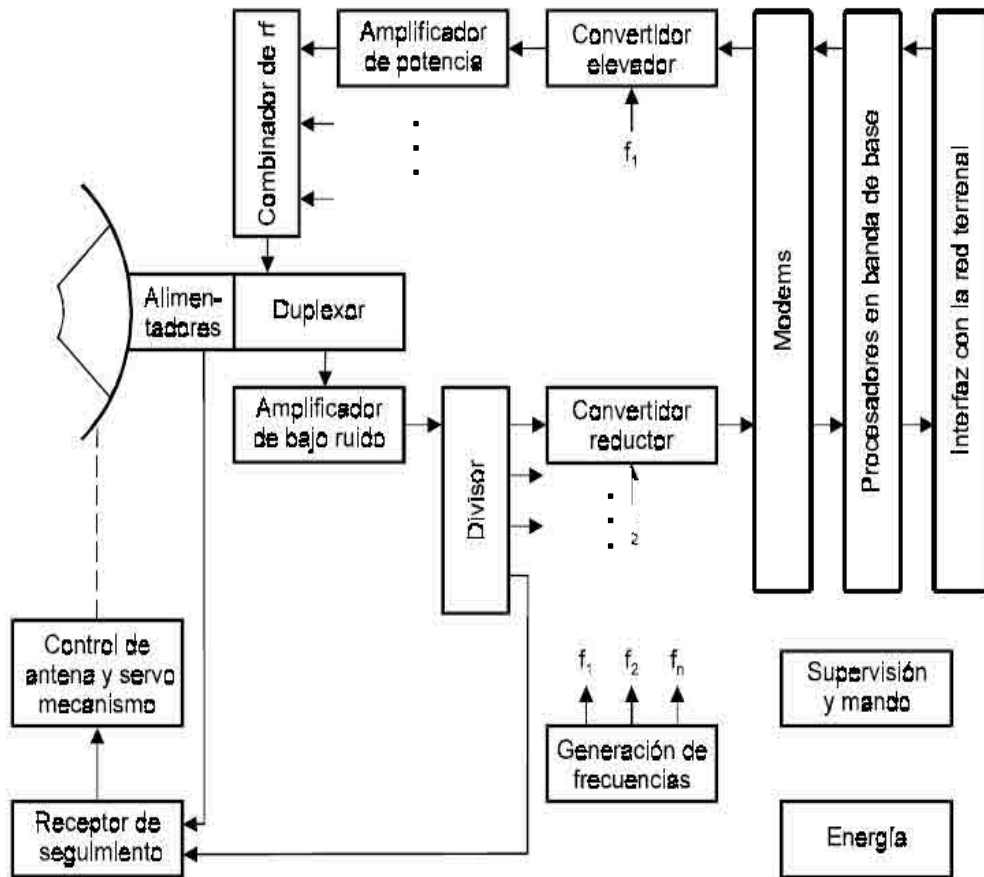 Combinador de rf
Amplificador
de potencia
Convertidor
elevador
f1
Modems
Procesadores en banda de base
Interfaz con la red terrenal
Alimen-
tadores
Duplexor
Amplificador
de bajo ruido
Divisor
Convertidor
reductor
2
Control de
antena y servo
mecanismo
Receptor de
seguimiento
f1 f2 fn
Generación de
frecuencias
Supervisión
y mando
Energía